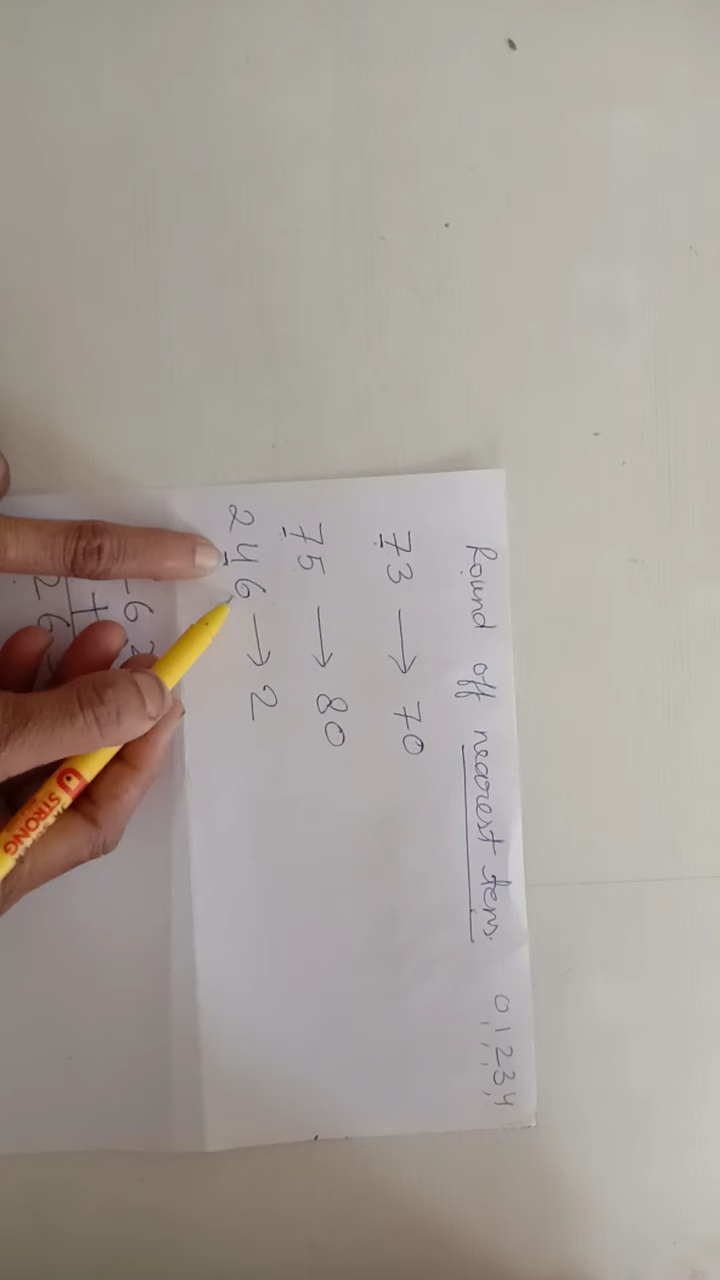 Round off nearest tens. 0,1,2,3,4
73 → 70
75 → 80
246 → 2
STRONG